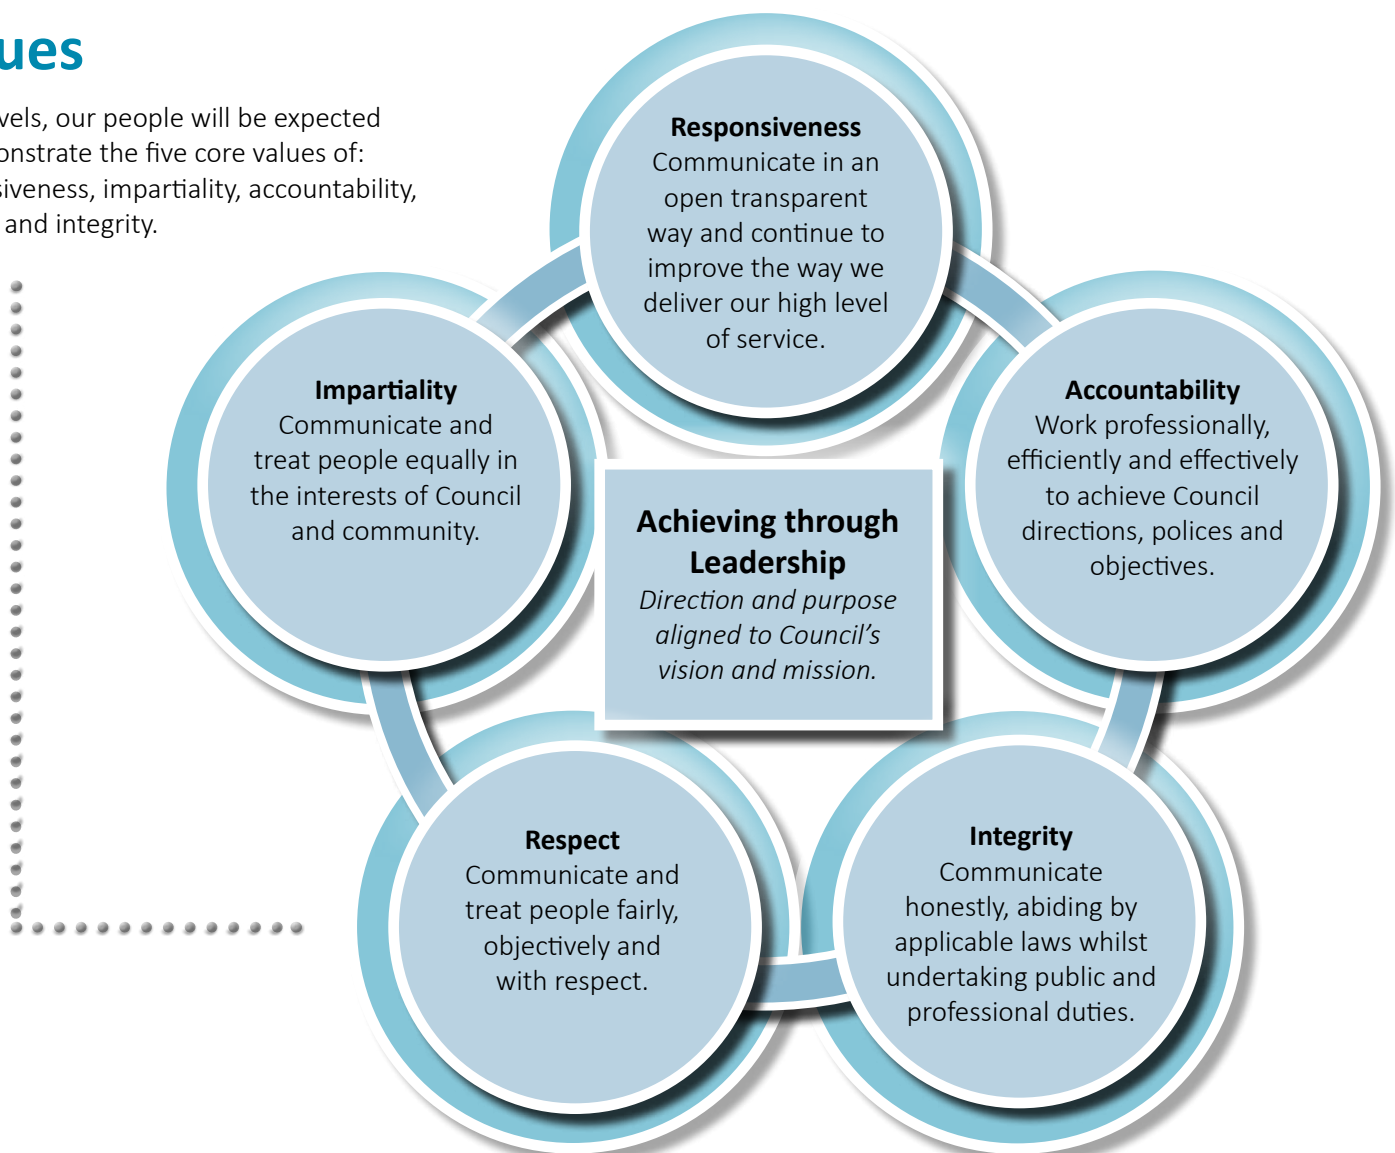 ues
vels, our people will be expected
onstrate the five core values of:
siveness, impartiality, accountability,
and integrity.
Responsiveness
Communicate in an
open transparent
way and continue to
improve the way we
deliver our high level
of service.
Impartiality
Communicate and
treat people equally in
the interests of Council
and community.
Accountability
Work professionally,
efficiently and effectively
to achieve Council
directions, polices and
objectives.
Achieving through
Leadership
Direction and purpose
aligned to Council’s
vision and mission.
Respect
Communicate and
treat people fairly,
objectively and
with respect.
Integrity
Communicate
honestly, abiding by
applicable laws whilst
undertaking public and
professional duties.